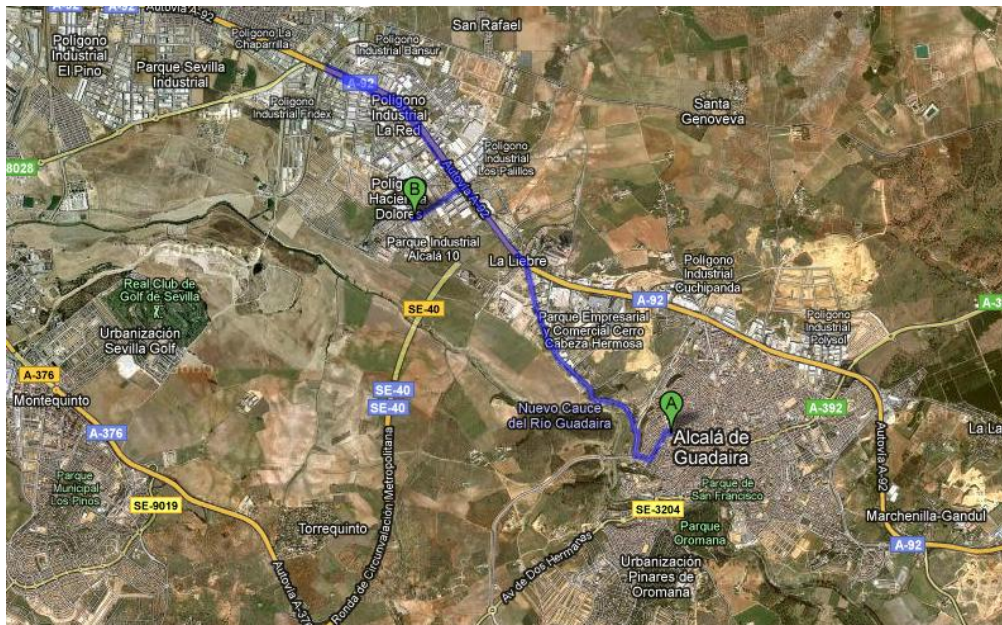 A-92
A-92
Autovía A-92
San Rafael
Polígono La
Chaparrilla
Polígono
Industrial Bansur
Polígono
Industrial
El Pino
Parque Sevilla
Industrial
A-92
Polígono
Industrial
La Red
Santa
Genoveva
Polígono
Industrial Fridex
8028
Polígono
Industrial
Los Palillos
Autovía A-92
B
Dolores
Parque Industrial
Alcalá 10
La Liebre
Polígono
Industrial
Cuchipanda
Real Club de
Golf de Sevilla
A-92
SE-40
Urbanización
Sevilla Golf
Parque Empresarial
y Comercial Cerro
Cabeza Hermosa
Polígono
Industrial
Polysol
A-376
Montequinto
SE-40
SE-40
A
A-392
Nuevo Cauce
del Río Guadaira
Alcalá de
Guadaira
A-376
Autovía A-92
Parque
Municipal
Los Pinos
Parque de
San Francisco
SE-9019
SE-3204
Torrequinto
Ronda de Circunvalación Metropolitana
Parque
Oromana
Marchenilla-Gandul
A-92
Av de Dos Hermanas
Urbanización
Pinares de
Oromana
Autovía A-376